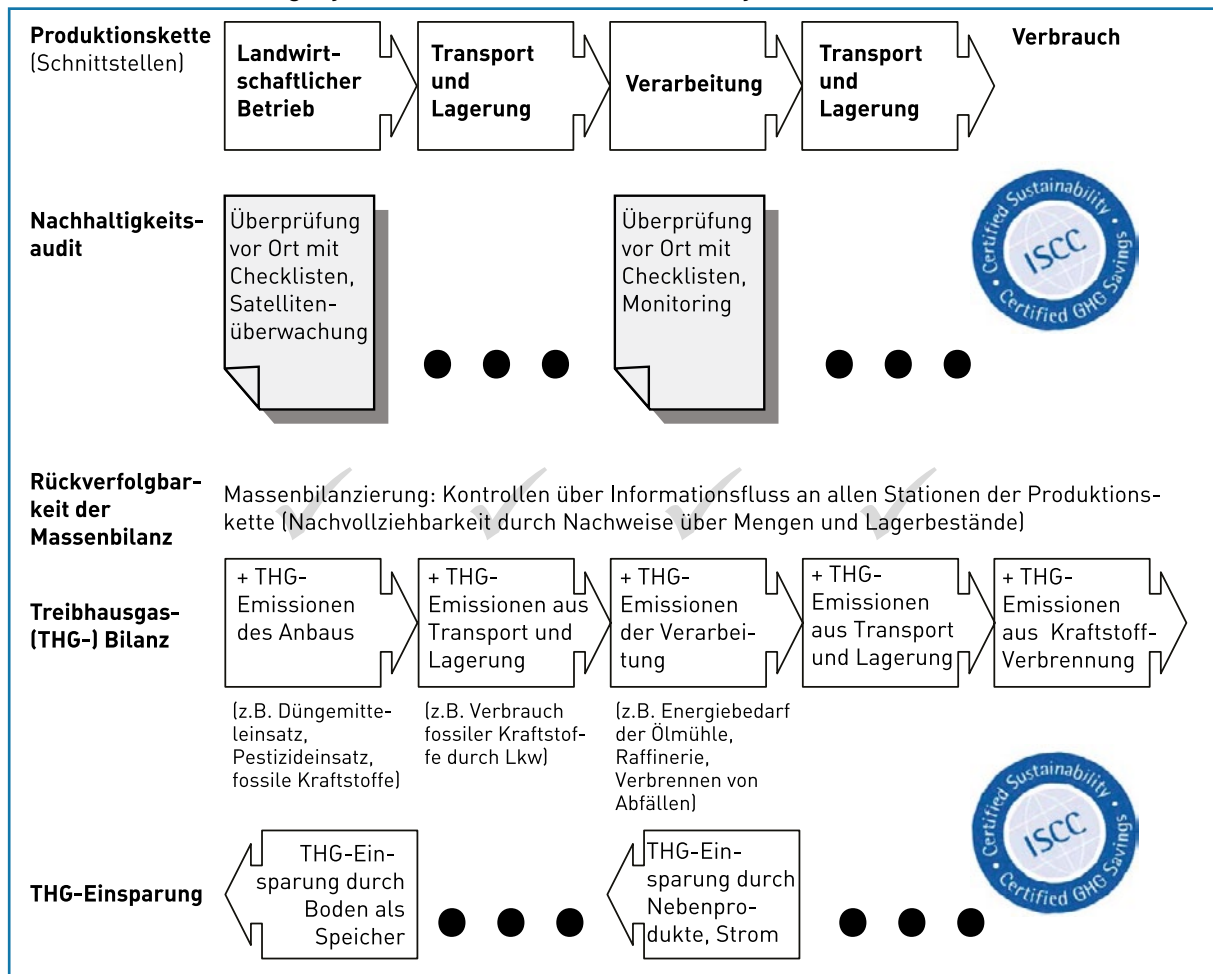 Produktionskette
(Schnittstellen)
Landwirt-
schaftlicher
Betrieb
Transport
und
Lagerung
Verarbeitung
Transport
und
Lagerung
Verbrauch
Nachhaltigkeits-
audit
Überprüfung
vor Ort mit
Checklisten,
Satelliten-
überwachung
Überprüfung
vor Ort mit
Checklisten,
Monitoring
Certified Sustainability
ISCC
Certified GHG Savings
Rückverfolgbar-
keit der
Massenbilanz
Massenbilanzierung: Kontrollen über Informationsfluss an allen Stationen der Produktions-
kette (Nachvollziehbarkeit durch Nachweise über Mengen und Lagerbestände)
Treibhausgas-
(THG-) Bilanz
+ THG-
Emissionen
des Anbaus
+ THG-
Emissionen aus
Transport und
Lagerung
+ THG-
Emissionen
der Verarbei-
tung
+ THG-
Emissionen
aus Transport
und Lagerung
+ THG-
Emissionen
aus Kraftstoff-
Verbrennung
(z.B. Düngemitte-
leinsatz,
Pestizideinsatz,
fossile Kraftstoffe)
(z.B. Verbrauch
fossiler Kraftstof-
fe durch Lkw)
(z.B. Energiebedarf
der Ölmühle,
Raffinerie,
Verbrennen von
Abfällen)
THG-Einsparung
THG-Ein-
sparung durch
Boden als
Speicher
THG-Ein-
sparung durch
Nebenpro-
dukte, Strom
Certified Sustainability
ISCC
Certified GHG Savings